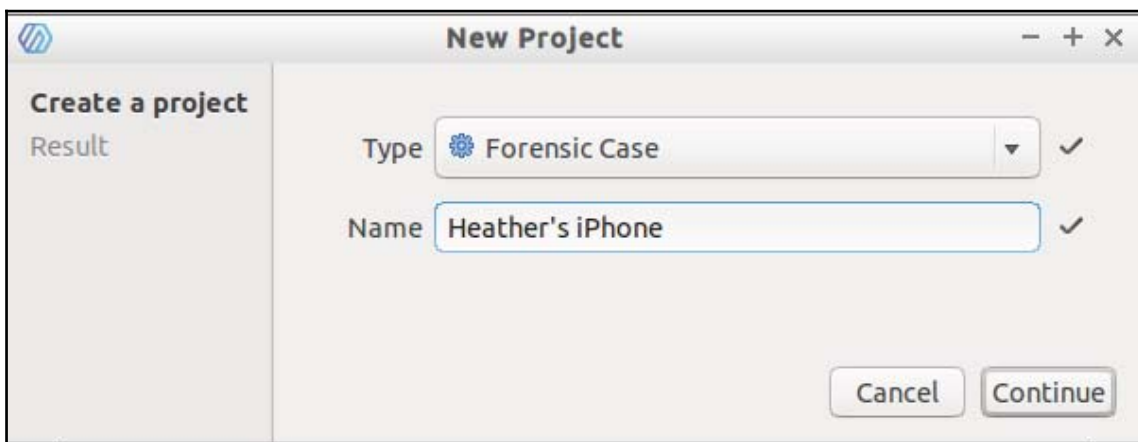 New Project
Create a project
Result
Type Forensic Case
Name Heather's iPhone
Cancel Continue